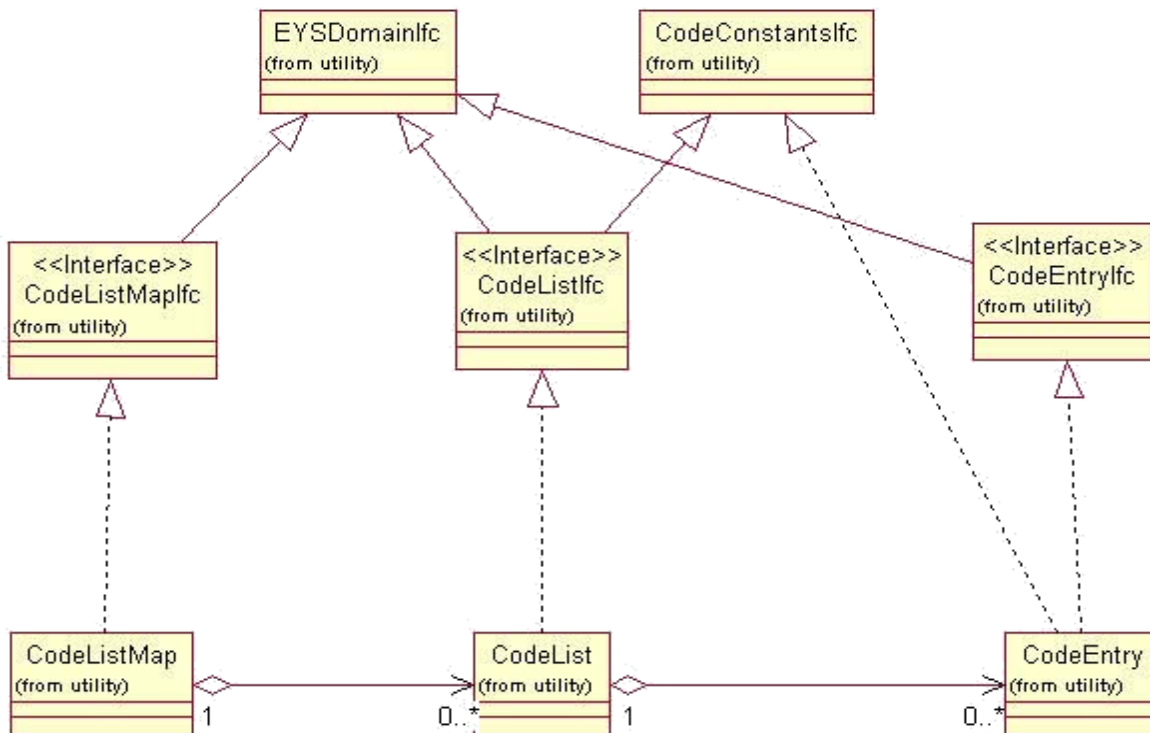 EYSDomainIfc
(from utility)
CodeConstantsIfc
(from utility)
<<Interface>>
CodeListMapIfc
(from utility)
<<Interface>>
CodeListIfc
(from utility)
<<Interface>>
CodeEntryIfc
(from utility)
CodeListMap
(from utility)
1
0..*
CodeList
(from utility)
1
0..*
CodeEntry
(from utility)